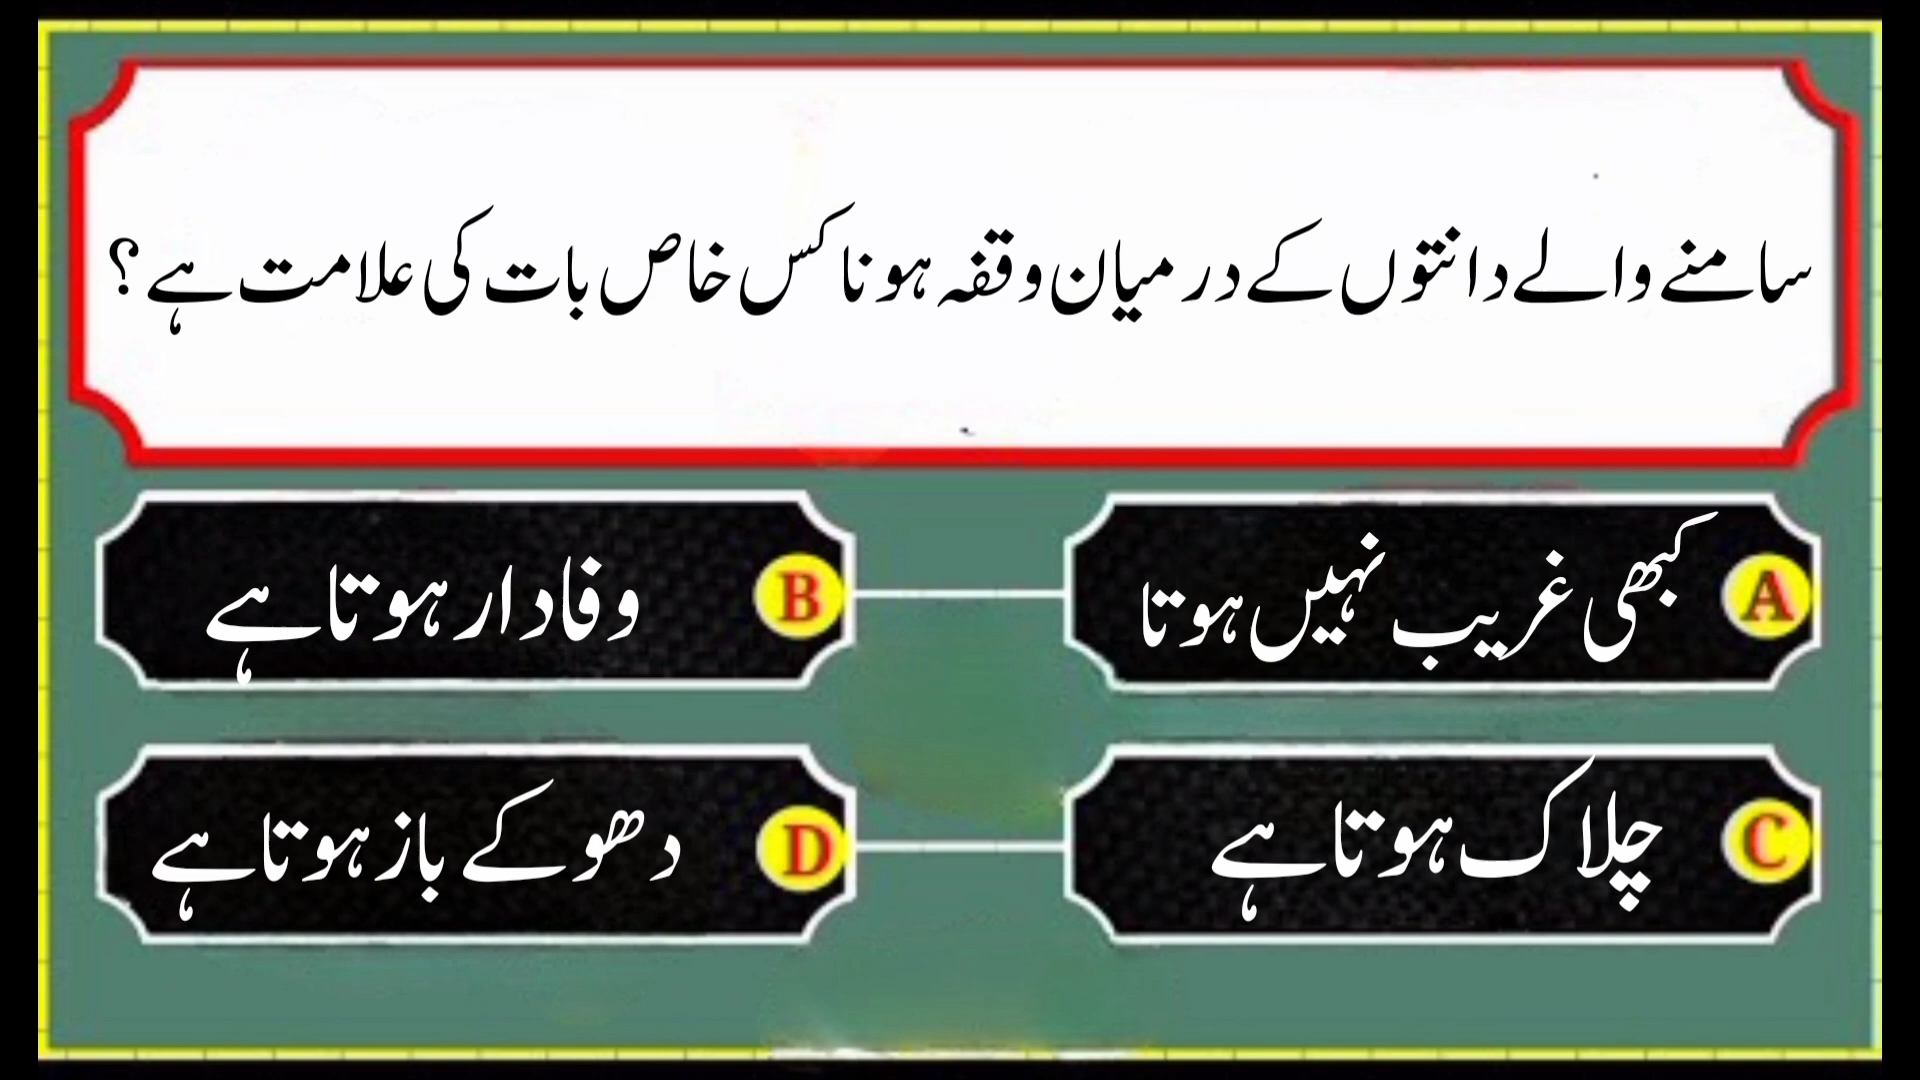 سامنے والے دانتوں کے درمیان وقفہ ہونا کس خاص بات کی علامت ہے؟
A کبھی غریب نہیں ہوتا
B وفادار ہوتا ہے
C چلاک ہوتا ہے
D دھوکے باز ہوتا ہے